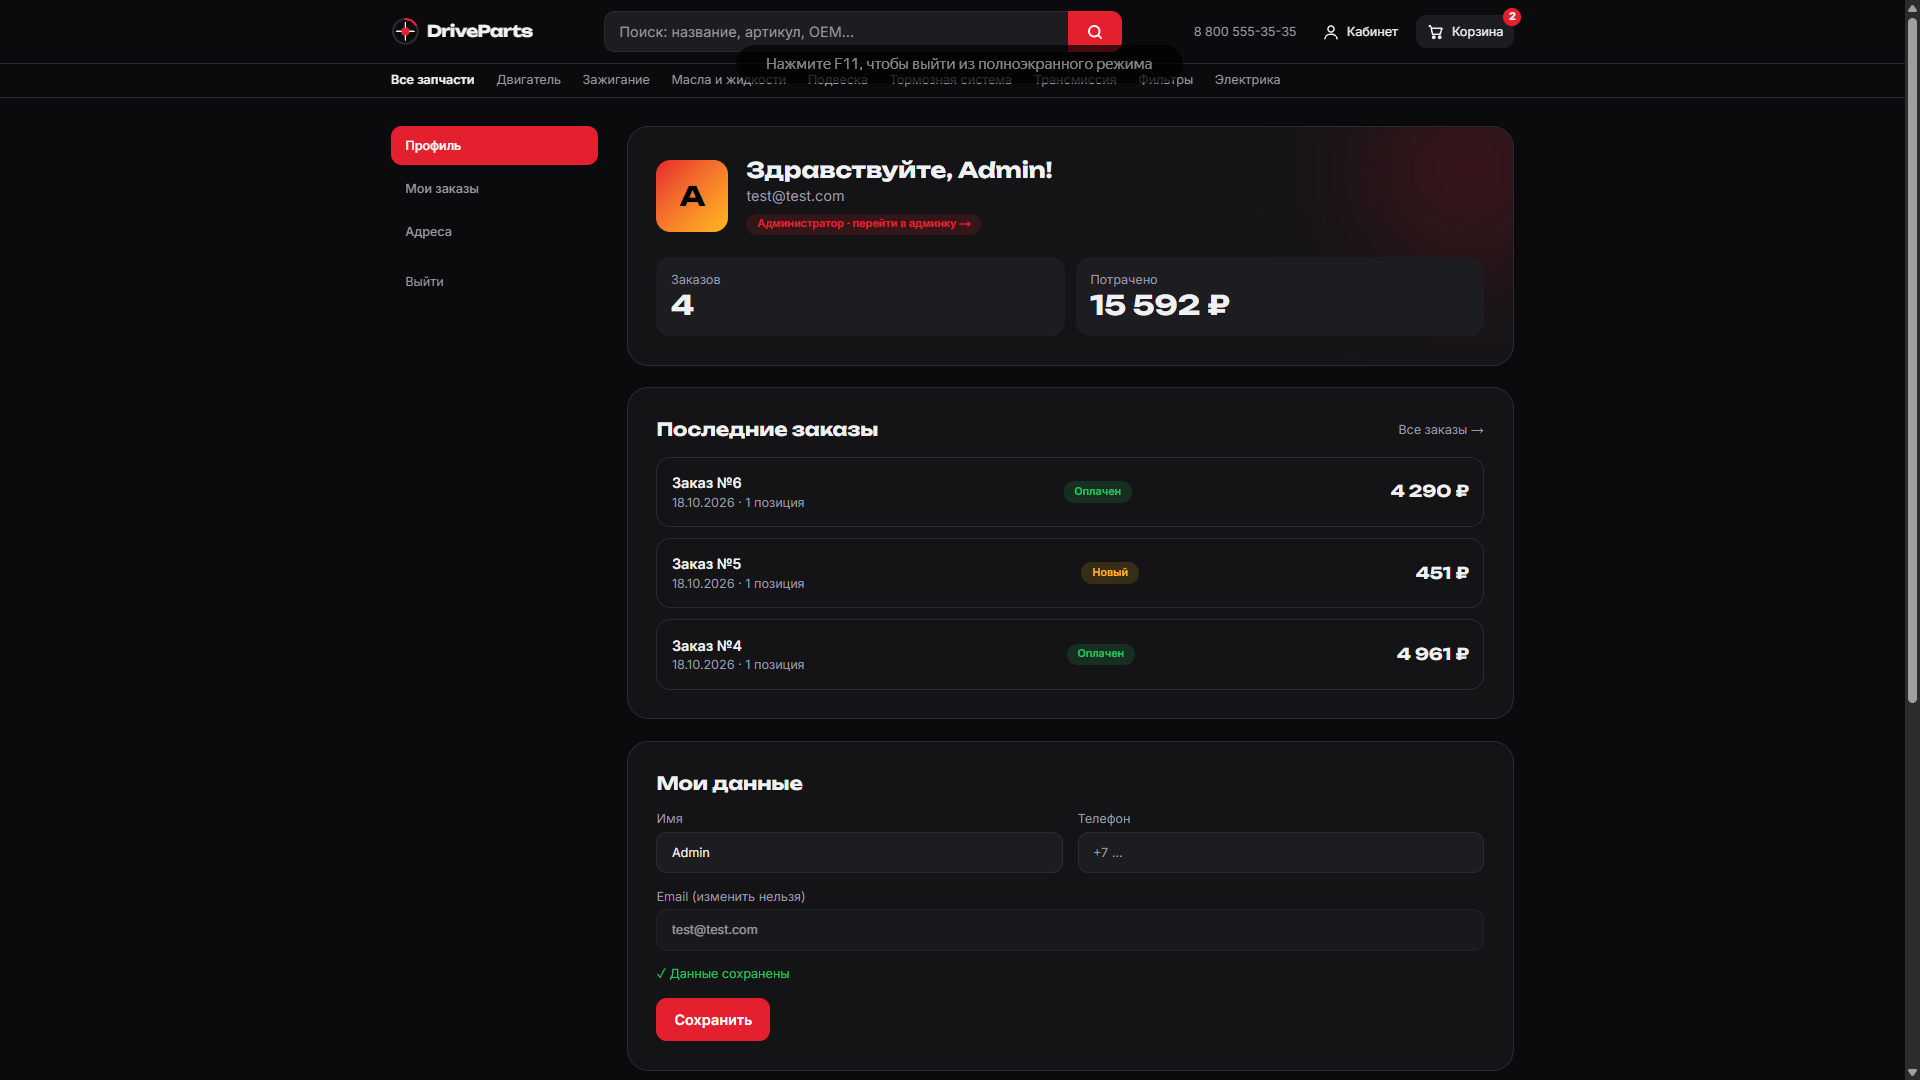 DriveParts
Поиск: название, артикул, OEM...
8 800 555-35-35
Кабинет
Корзина
2
Нажмите F11, чтобы выйти из полноэкранного режима
Все запчасти
Двигатель
Зажигание
Масла и жидкости
Подвеска
Тормозная система
Трансмиссия
Фильтры
Электрика
Профиль
Мои заказы
Адреса
Выйти
A
Здравствуйте, Admin!
test@test.com
Администратор · перейти в админку →
Заказов
4
Потрачено
15 592 ₽
Последние заказы
Все заказы →
Заказ №6
18.10.2026 · 1 позиция
Оплачен
4 290 ₽
Заказ №5
18.10.2026 · 1 позиция
Новый
451 ₽
Заказ №4
18.10.2026 · 1 позиция
Оплачен
4 961 ₽
Мои данные
Имя
Admin
Телефон
+7 ...
Email (изменить нельзя)
test@test.com
✓ Данные сохранены
Сохранить